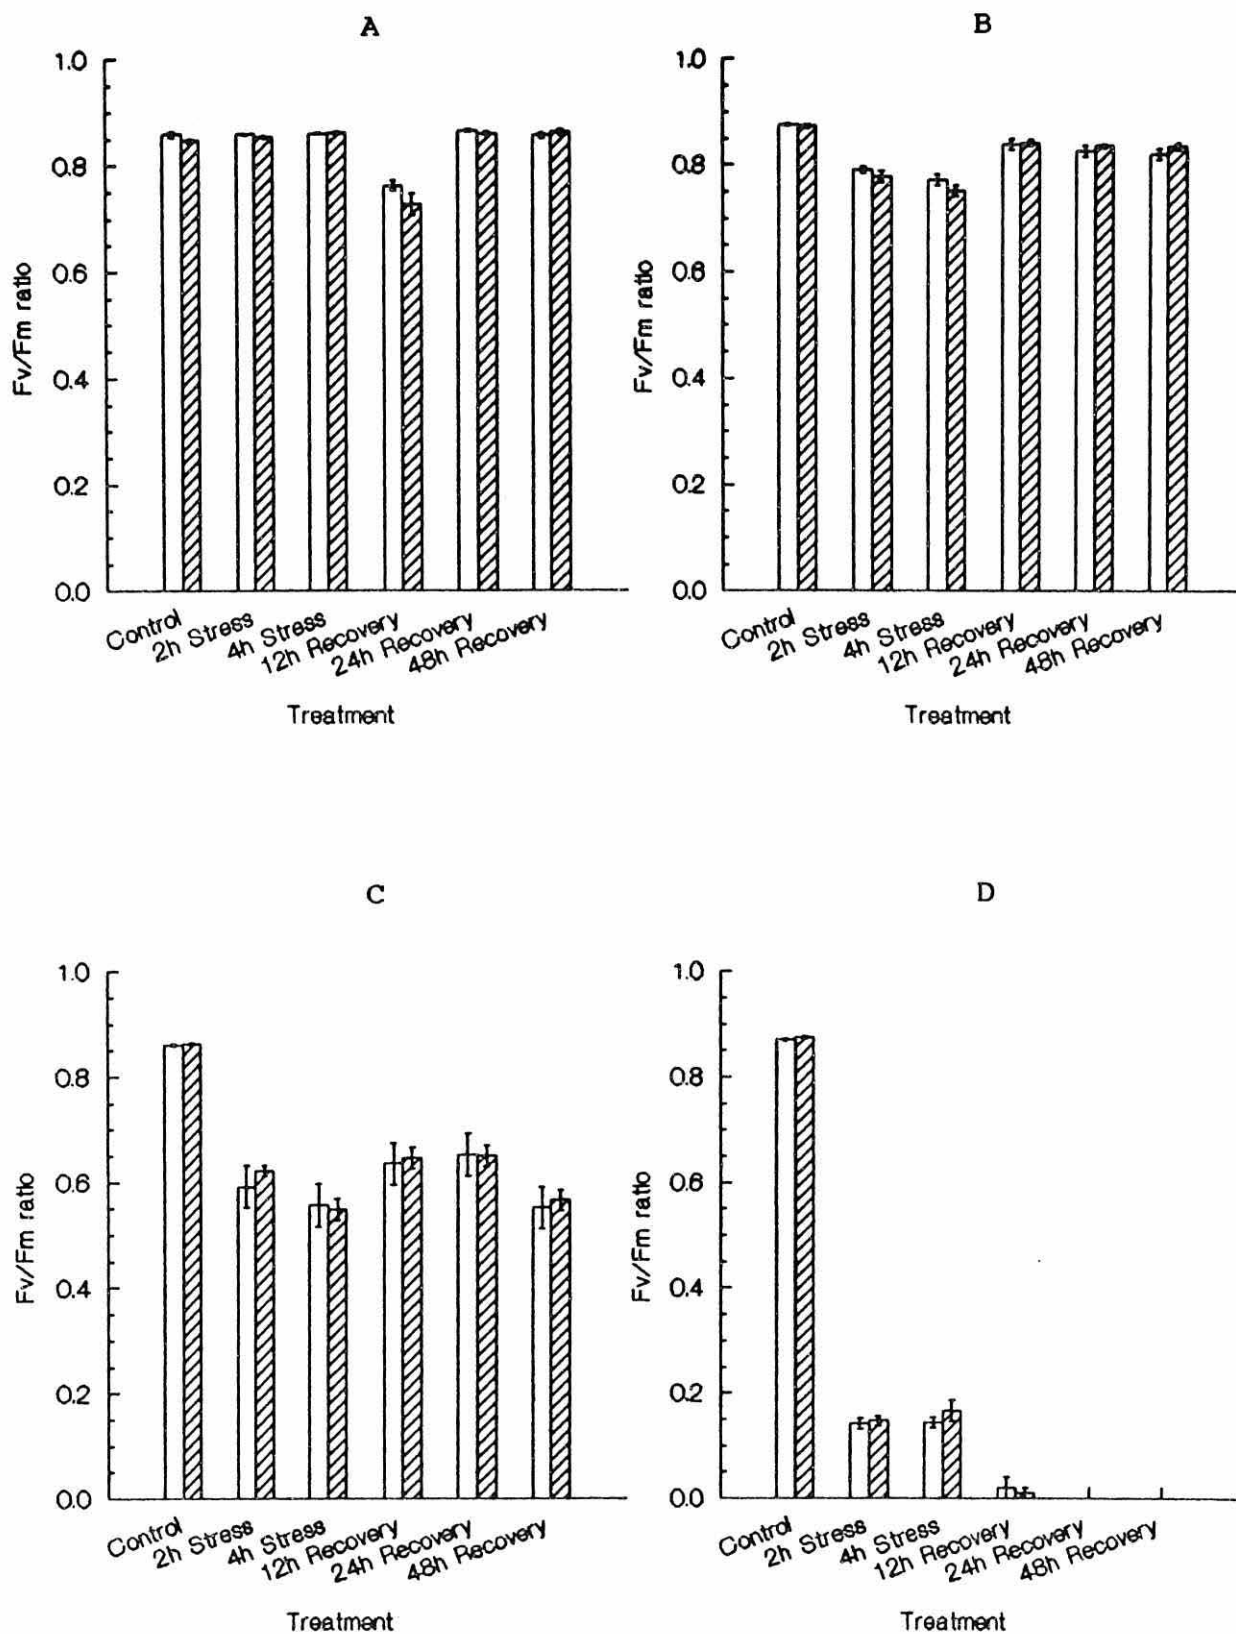 A
1.0
0.8
0.6
0.4
0.2
0.0
Fv/Fm ratio
Control
2h Stress
4h Stress
12h Recovery
24h Recovery
48h Recovery
Treatment
B
1.0
0.8
0.6
0.4
0.2
0.0
Fv/Fm ratio
Control
2h Stress
4h Stress
12h Recovery
24h Recovery
48h Recovery
Treatment
C
1.0
0.8
0.6
0.4
0.2
0.0
Fv/Fm ratio
Control
2h Stress
4h Stress
12h Recovery
24h Recovery
48h Recovery
Treatment
D
1.0
0.8
0.6
0.4
0.2
0.0
Fv/Fm ratio
Control
2h Stress
4h Stress
12h Recovery
24h Recovery
48h Recovery
Treatment